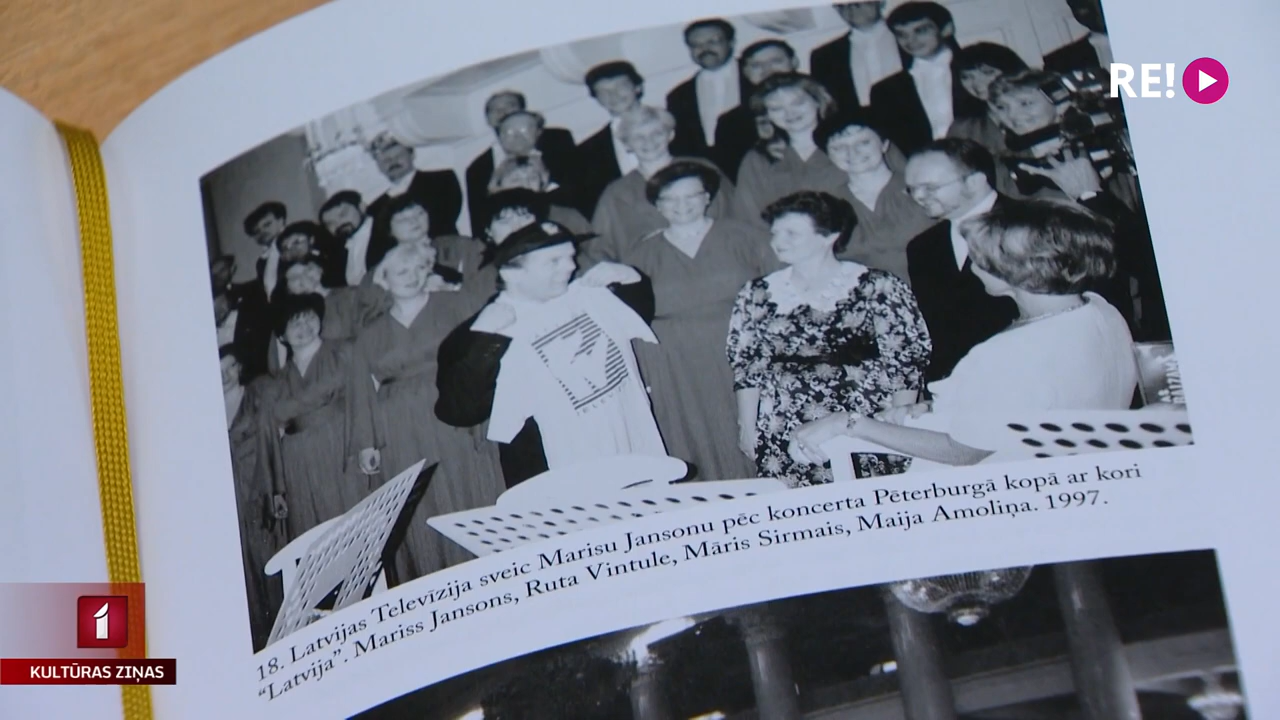 RE!
18. Latvijas Televīzija sveic Marisu Jansonu pēc koncerta Pēterburgā kopā ar kori
“Latvija”. Mariss Jansons, Ruta Vintule, Māris Sirmais, Maija Amoliņa. 1997.
1
KULTŪRAS ZIŅAS